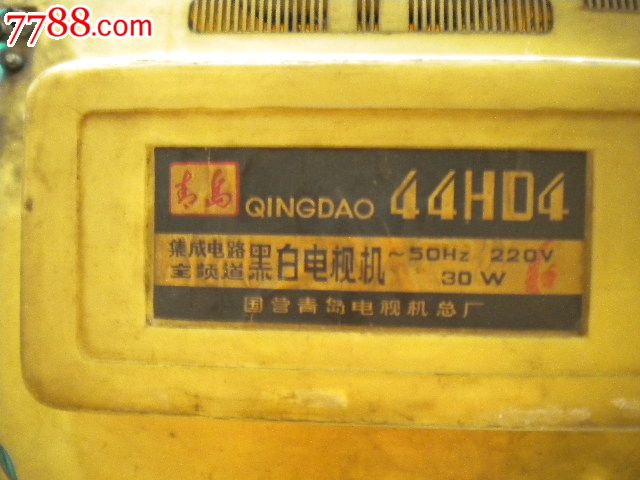 7788.com
青岛 QINGDAO 44HD4
集成电路
全频道
黑白电视机 ~50Hz 220V
30W
国营青岛电视机总厂